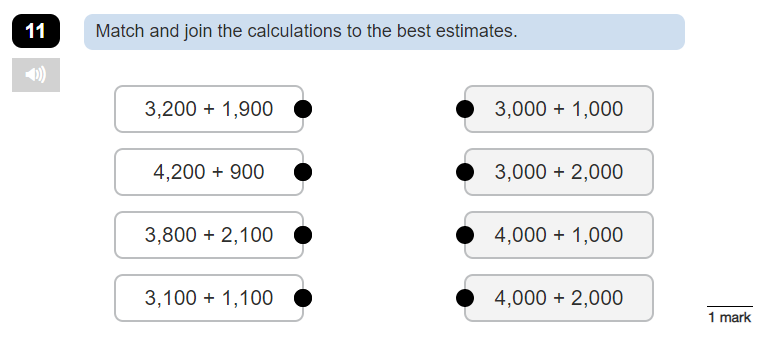 11
Match and join the calculations to the best estimates.
3,200 + 1,900
3,000 + 1,000
4,200 + 900
3,000 + 2,000
3,800 + 2,100
4,000 + 1,000
3,100 + 1,100
4,000 + 2,000
1 mark